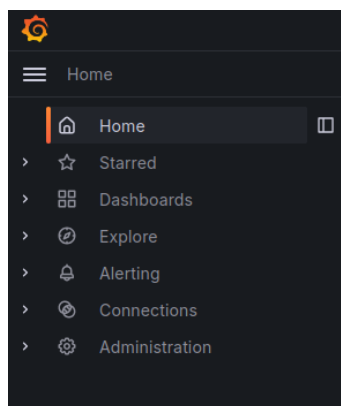 Home
Home
Starred
Dashboards
Explore
Alerting
Connections
Administration